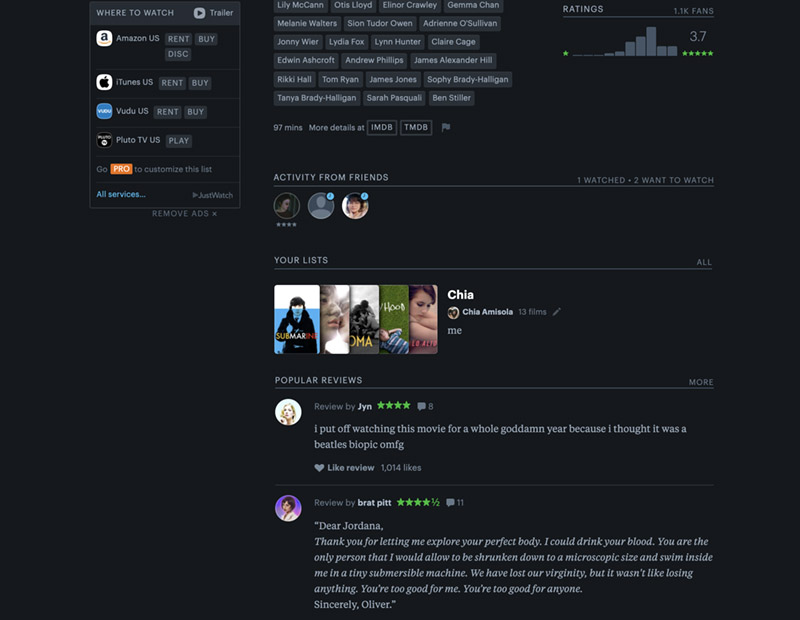 WHERE TO WATCH
Trailer
Amazon US RENT BUY
DISC
iTunes US RENT BUY
VUDU
Vudu US RENT BUY
PLUTO TV
Pluto TV US PLAY
Go PRO to customize this list
All services...
JustWatch
REMOVE ADS ×
Lily McCann Otis Lloyd Elinor Crawley Gemma Chan
Melanie Walters Sion Tudor Owen Adrienne O'Sullivan
Jonny Wier Lydia Fox Lynn Hunter Claire Cage
Edwin Ashcroft Andrew Phillips James Alexander Hill
Rikki Hall Tom Ryan James Jones Sophy Brady-Halligan
Tanya Brady-Halligan Sarah Pasquali Ben Stiller
97 mins More details at IMDB TMDB
RATINGS 1.1K FANS
3.7
★ ★★★★★
ACTIVITY FROM FRIENDS 1 WATCHED • 2 WANT TO WATCH
★★★★
YOUR LISTS ALL
SUBMARINE
Chia
Chia Amisola 13 films
me
POPULAR REVIEWS MORE
Review by Jyn ★★★★ 8
i put off watching this movie for a whole goddamn year because i thought it was a
beatles biopic omfg
Like review 1,014 likes
Review by brat pitt ★★★★½ 11
“Dear Jordana,
Thank you for letting me explore your perfect body. I could drink your blood. You are the
only person that I would allow to be shrunken down to a microscopic size and swim inside
me in a tiny submersible machine. We have lost our virginity, but it wasn’t like losing
anything. You’re too good for me. You’re too good for anyone.
Sincerely, Oliver.”